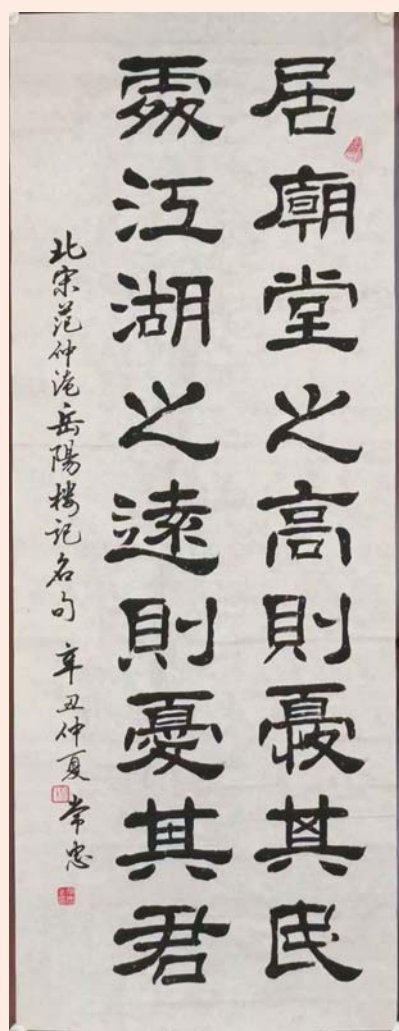 居廟堂之高則憂其民
處江湖之遠則憂其君
北宋范仲淹岳陽楼記名句 辛丑仲夏 常忠